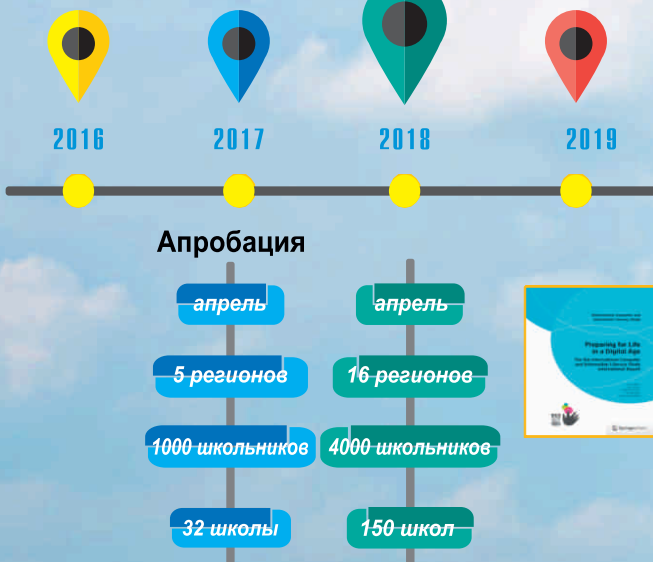 2016
2017
2018
2019
Апробация
апрель
апрель
5 регионов
16 регионов
1000 школьников
4000 школьников
32 школы
150 школ
Preparing for Life
in a Digital Age